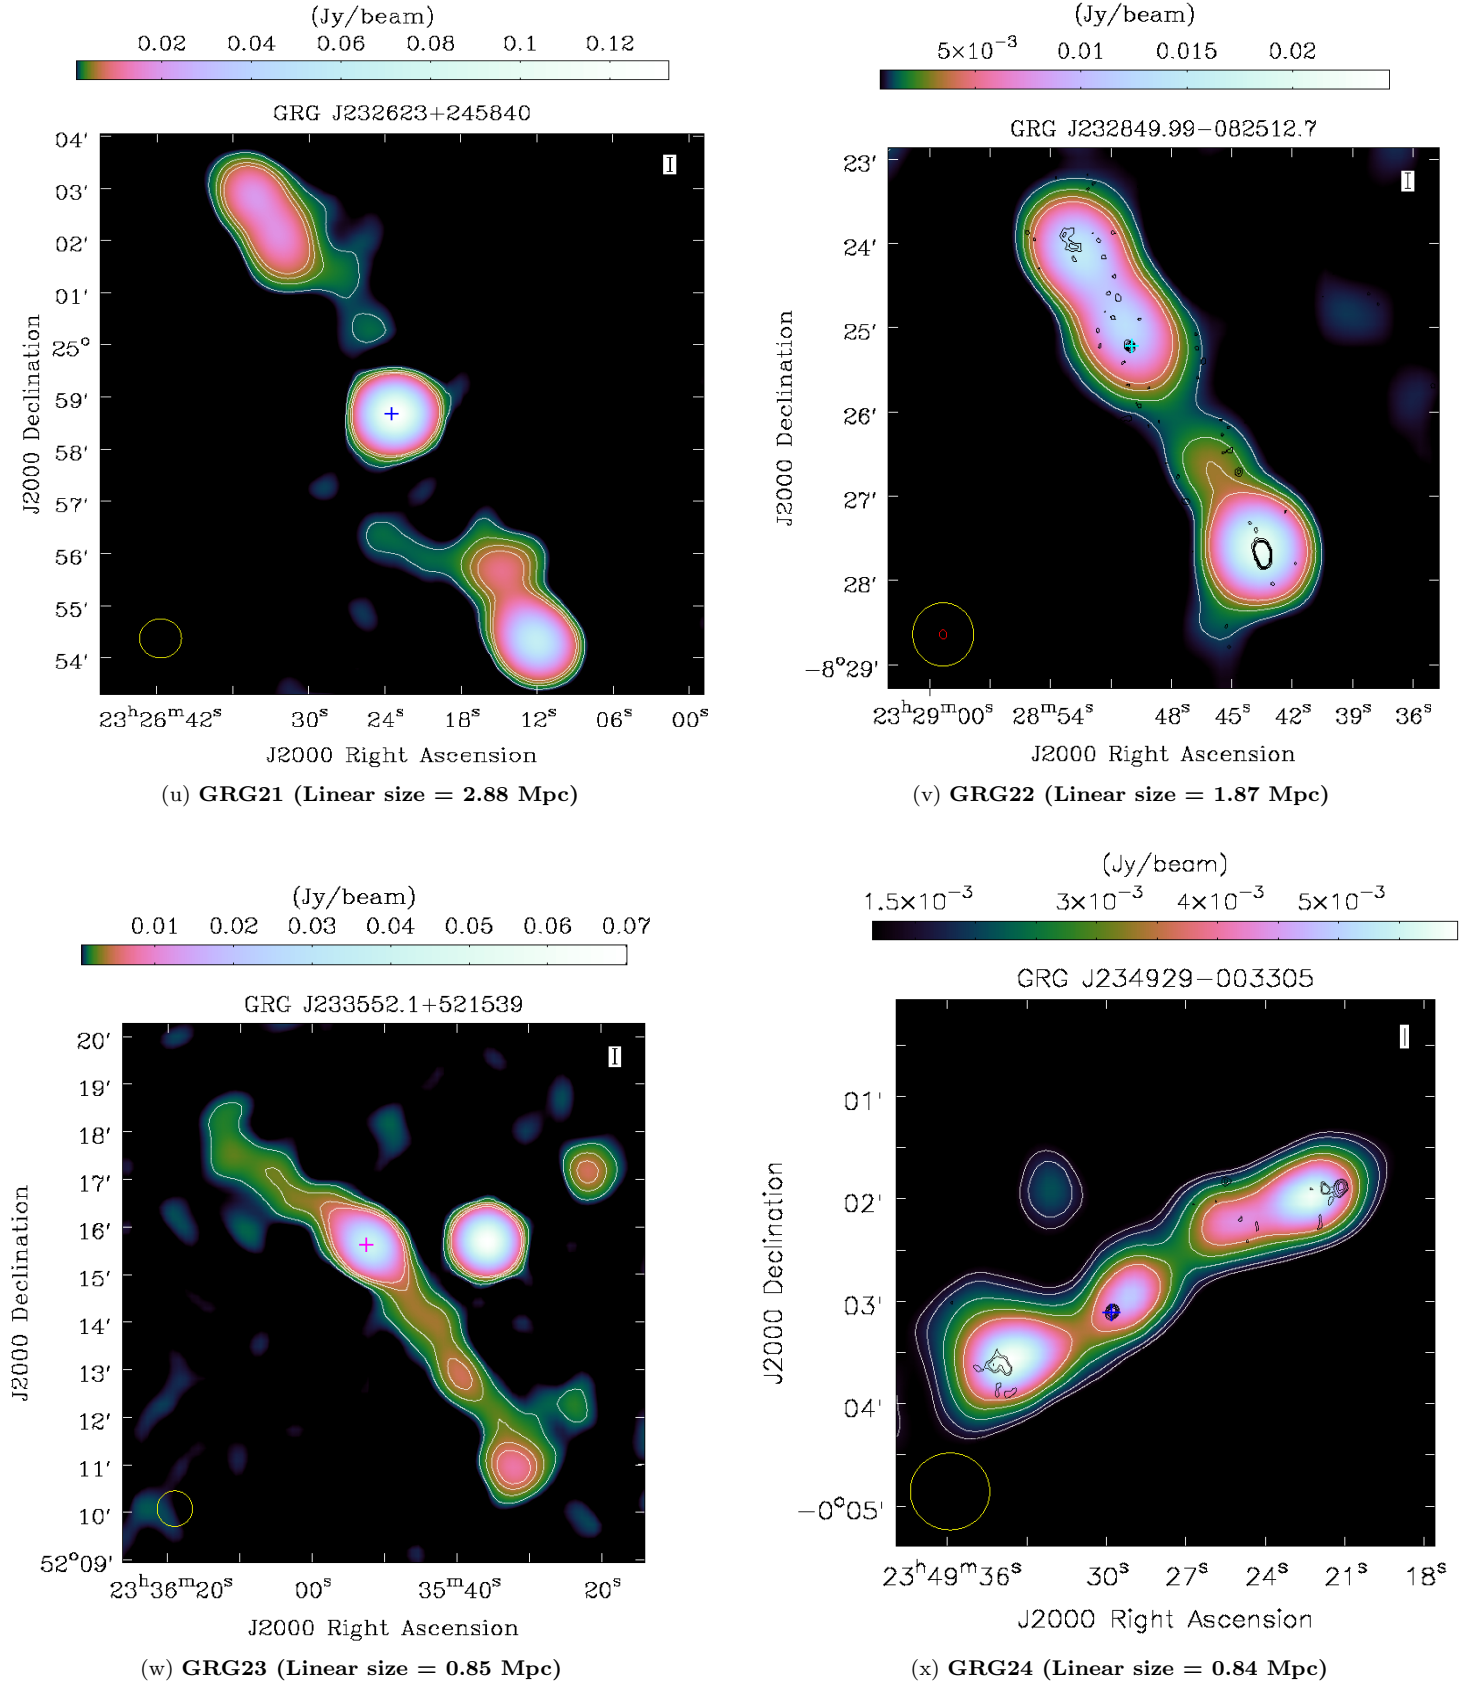 (Jy/beam)
0.02 0.04 0.06 0.08 0.1 0.12
GRG J232623+245840
I
04′
03′
02′
01′
25°
59′
58′
57′
56′
55′
54′
J2000 Declination
23ʰ26ᵐ42ˢ 30ˢ 24ˢ 18ˢ 12ˢ 06ˢ 00ˢ
J2000 Right Ascension
(u) GRG21 (Linear size = 2.88 Mpc)
(Jy/beam)
5×10⁻³ 0.01 0.015 0.02
GRG J232849.99−082512.7
I
23′
24′
25′
26′
27′
28′
−8°29′
J2000 Declination
23ʰ29ᵐ00ˢ 28ᵐ54ˢ 48ˢ 45ˢ 42ˢ 39ˢ 36ˢ
J2000 Right Ascension
(v) GRG22 (Linear size = 1.87 Mpc)
(Jy/beam)
0.01 0.02 0.03 0.04 0.05 0.06 0.07
GRG J233552.1+521539
I
20′
19′
18′
17′
16′
15′
14′
13′
12′
11′
10′
52°09′
J2000 Declination
23ʰ36ᵐ20ˢ 00ˢ 35ᵐ40ˢ 20ˢ
J2000 Right Ascension
(w) GRG23 (Linear size = 0.85 Mpc)
(Jy/beam)
1.5×10⁻³ 3×10⁻³ 4×10⁻³ 5×10⁻³
GRG J234929−003305
I
01′
02′
03′
04′
−0°05′
J2000 Declination
23ʰ49ᵐ36ˢ 30ˢ 27ˢ 24ˢ 21ˢ 18ˢ
J2000 Right Ascension
(x) GRG24 (Linear size = 0.84 Mpc)